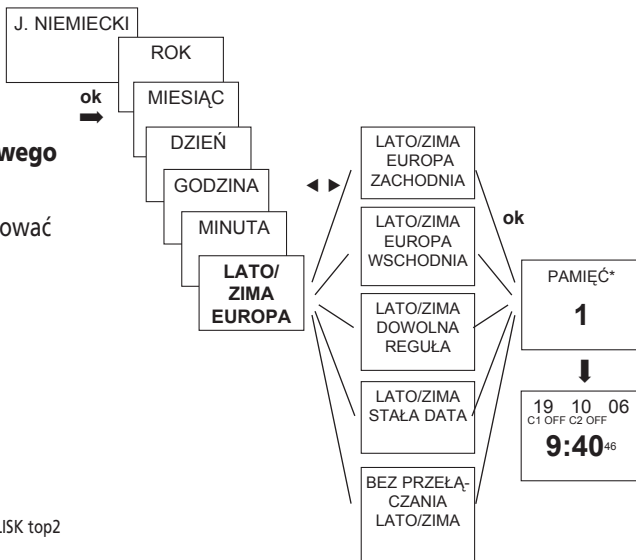 J. NIEMIECKI
ROK
ok
MIESIĄC
DZIEŃ
wego
GODZINA
ować
MINUTA
LATO/
ZIMA
EUROPA
LATO/ZIMA
EUROPA
ZACHODNIA
LATO/ZIMA
EUROPA
WSCHODNIA
LATO/ZIMA
DOWOLNA
REGUŁA
LATO/ZIMA
STAŁA DATA
BEZ PRZEŁĄ-
CZANIA
LATO/ZIMA
ok
PAMIĘĆ*
1
19 10 06
C1 OFF C2 OFF
9:40 46
LISK top2